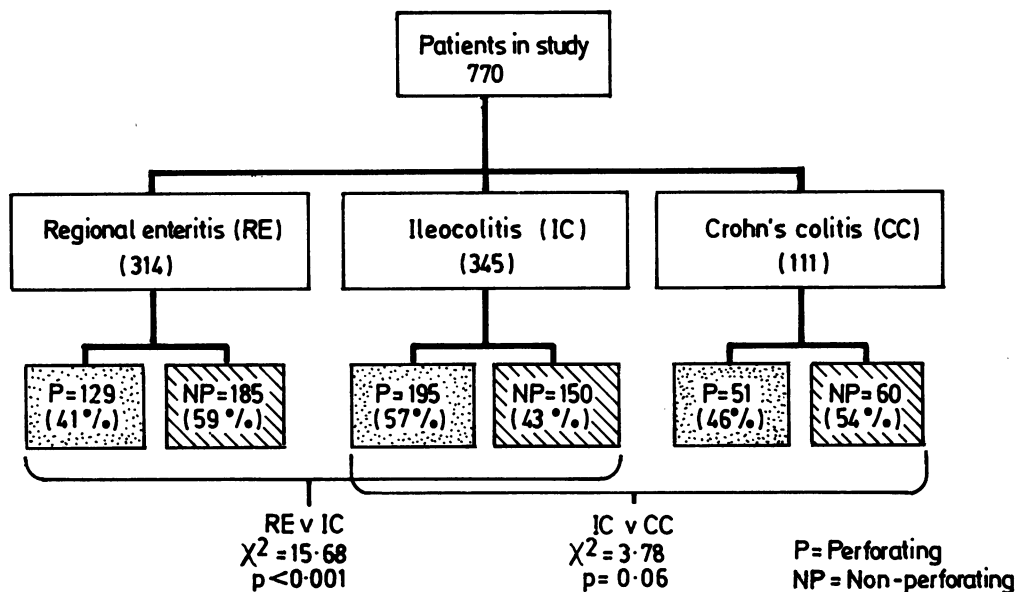 Patients in study
770
Regional enteritis (RE)
(314)
Ileocolitis (IC)
(345)
Crohn's colitis (CC)
(111)
P=129
(41%)
NP=185
(59%)
P=195
(57%)
NP=150
(43%)
P=51
(46%)
NP=60
(54%)
RE v IC
χ²=15·68
p<0·001
IC v CC
χ²=3·78
p=0·06
P=Perforating
NP=Non-perforating